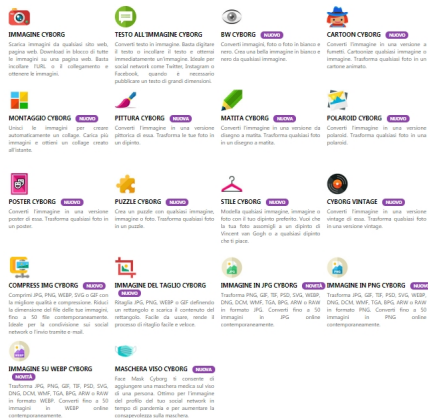 IMMAGINE CYBORG
Scarica immagini da qualsiasi sito web,
pagina web. Download in blocco di tutte
le immagini su una pagina web. Basta
incollare l'URL o il collegamento e
ottenere le immagini.
TESTO ALL'IMMAGINE CYBORG
Converti testo in immagine. Basta digitare
il testo o incollare il testo e ottenere
immediatamente un'immagine. Ideale per
social network come Twitter, Instagram o
Facebook, quando è necessario
pubblicare un testo di grandi dimensioni.
BW CYBORG NUOVO
Converti immagini, foto o foto in bianco e
nero. Crea una bella immagine in bianco e
nero da qualsiasi immagine.
CARTOON CYBORG NUOVO
Converti l'immagine in una versione a
fumetti. Cartoonise qualsiasi immagine o
immagine. Trasforma qualsiasi foto in un
cartone animato.
MONTAGGIO CYBORG NUOVO
Unisci le immagini per creare
automaticamente un collage. Carica più
immagini e ottieni un collage creato
all'istante.
PITTURA CYBORG NUOVO
Converti l'immagine in una versione
pittorica di essa. Trasforma le tue foto in
un dipinto.
MATITA CYBORG NUOVO
Converti l'immagine in una versione da
disegno a matita. Trasforma qualsiasi foto
in un disegno a matita.
POLAROID CYBORG NUOVO
Converti l'immagine in una versione
polaroid. Trasforma qualsiasi foto in una
polaroid.
POSTER CYBORG NUOVO
Converti l'immagine in una versione
poster di essa. Trasforma qualsiasi foto in
un poster.
PUZZLE CYBORG NUOVO
Crea un puzzle con qualsiasi immagine,
immagine o foto. Trasforma qualsiasi foto
in un puzzle.
STILE CYBORG NUOVO
Modella qualsiasi immagine, immagine o
foto con il tuo dipinto preferito. Vuoi che
la tua foto assomigli a un dipinto di
Vincent van Gogh o a qualsiasi dipinto
che ti piace.
CYBORG VINTAGE NUOVO
Converti l'immagine in una versione
vintage di essa. Trasforma qualsiasi foto
in una versione vintage.
COMPRESS IMG CYBORG NUOVO
Comprimi JPG, PNG, WEBP, SVG o GIF con
la migliore qualità e compressione. Riduci
la dimensione del file delle tue immagini,
fino a 50 file contemporaneamente.
Ideale per la condivisione sui social
network o l'invio tramite e-mail.
IMMAGINE DEL TAGLIO CYBORG
NUOVO
Ritaglia JPG, PNG, WEBP o GIF definendo
un rettangolo e scarica il contenuto del
rettangolo. Facile da usare, rende il
processo di ritaglio facile e veloce.
IMMAGINE IN JPG CYBORG NOVITÀ
Trasforma PNG, GIF, TIF, PSD, SVG, WEBP,
DNG, DCM, WMF, TGA, BPG, ARW o RAW
in formato JPG. Converti fino a 50
immagini in JPG online
contemporaneamente.
IMMAGINE IN PNG CYBORG
Trasforma JPG, GIF, TIF, PSD, SVG, WEBP,
DNG, DCM, WMF, TGA, BPG, ARW o RAW
in formato PNG. Converti fino a 50
immagini in PNG online
contemporaneamente.
IMMAGINE SU WEBP CYBORG
NOVITÀ
Trasforma JPG, PNG, GIF, TIF, PSD, SVG,
DNG, DCM, WMF, TGA, BPG, ARW o RAW
in formato WEBP. Converti fino a 50
immagini in WEBP online
contemporaneamente
MASCHERA VISO CYBORG NUOVO
Face Mask Cyborg ti consente di
aggiungere una maschera medica sul viso
di una persona. Ottimo per l'immagine
del profilo del tuo social network in
tempo di pandemia e per aumentare la
consapevolezza sulla maschera.